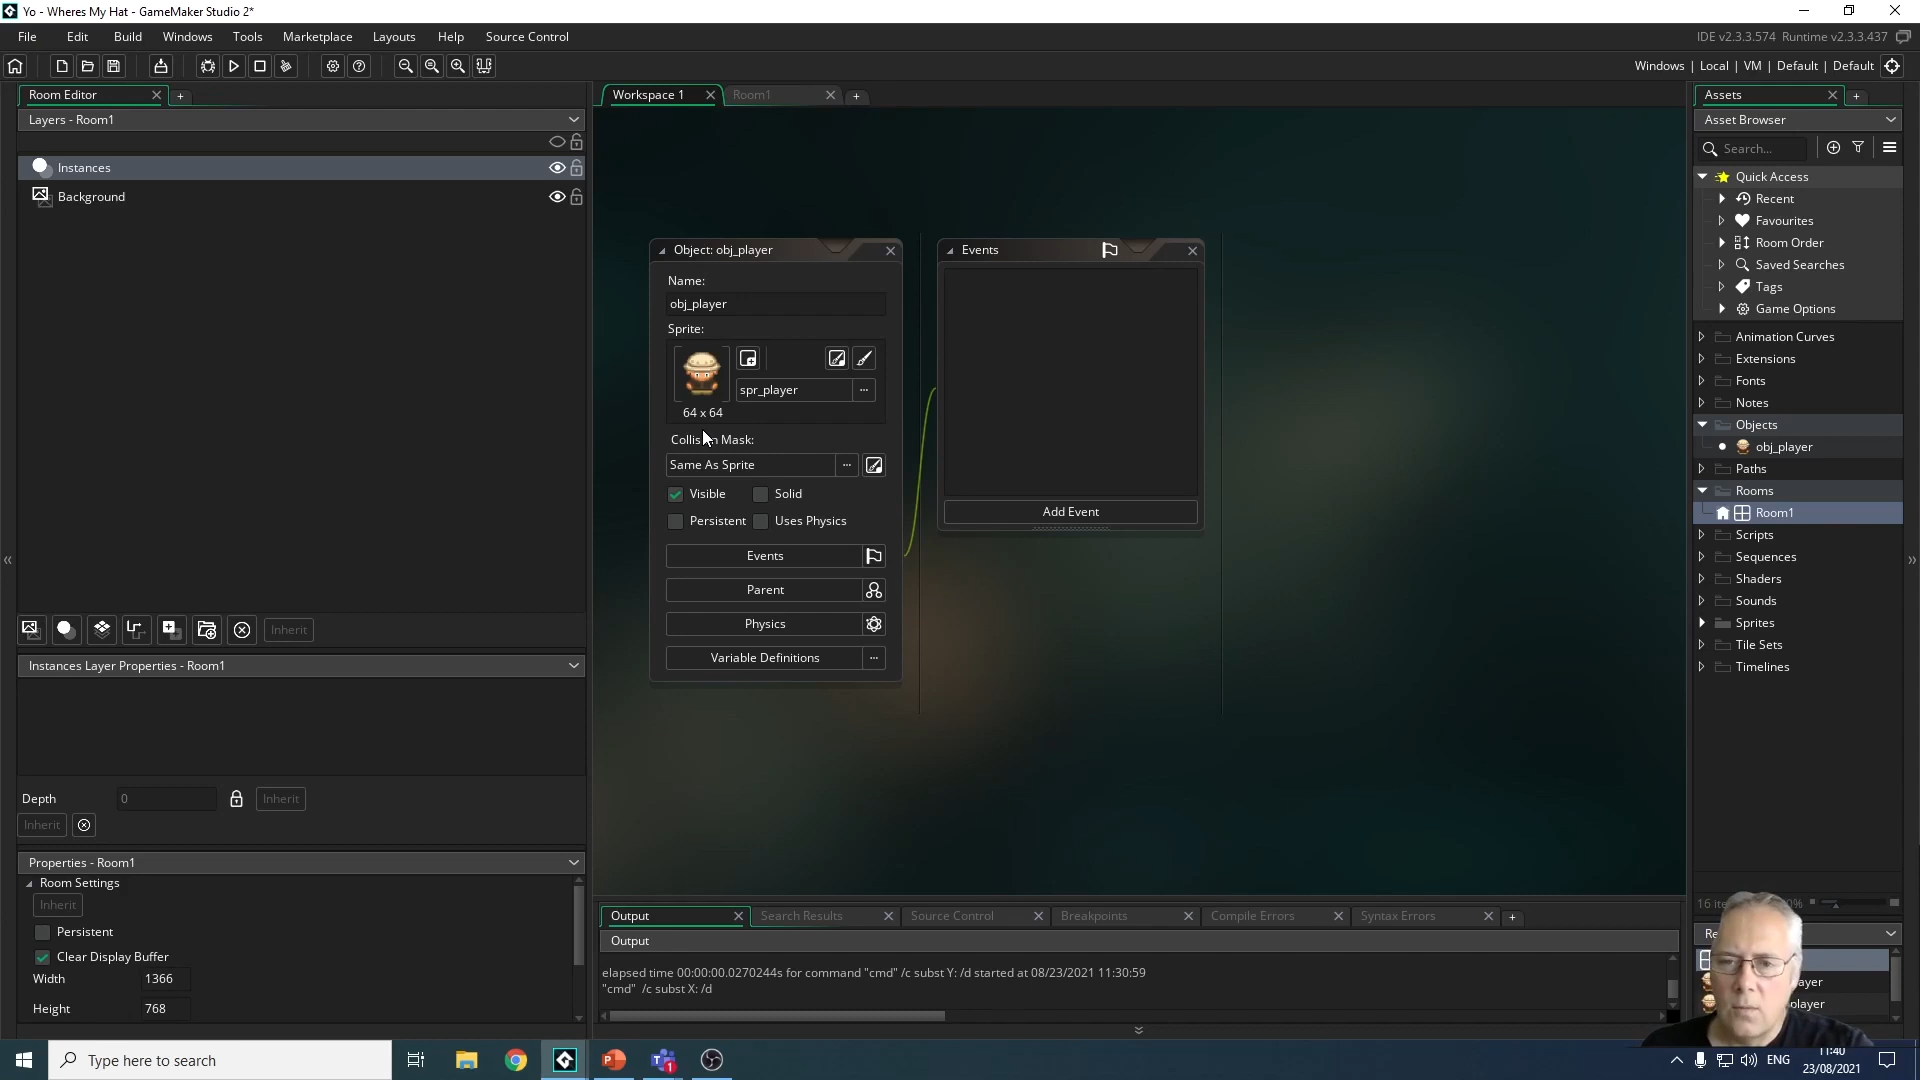 Yo - Wheres My Hat - GameMaker Studio 2*
File Edit Build Windows Tools Marketplace Layouts Help Source Control
IDE v2.3.3.574 Runtime v2.3.3.437
Windows | Local | VM | Default | Default
Room Editor
Layers - Room1
Instances
Background
Inherit
Instances Layer Properties - Room1
Depth 0 Inherit
Inherit
Properties - Room1
Room Settings
Inherit
Persistent
Clear Display Buffer
Width 1366
Height 768
Workspace 1 Room1
Object: obj_player
Name:
obj_player
Sprite:
spr_player
64 x 64
Collision Mask:
Same As Sprite
Visible Solid
Persistent Uses Physics
Events
Parent
Physics
Variable Definitions
Events
Add Event
Output Search Results Source Control Breakpoints Compile Errors Syntax Errors
Output
elapsed time 00:00:00.0270244s for command "cmd" /c subst Y: /d started at 08/23/2021 11:30:59
"cmd" /c subst X: /d
Assets
Asset Browser
Search...
Quick Access
Recent
Favourites
Room Order
Saved Searches
Tags
Game Options
Animation Curves
Extensions
Fonts
Notes
Objects
obj_player
Paths
Rooms
Room1
Scripts
Sequences
Shaders
Sounds
Sprites
Tile Sets
Timelines
Type here to search
1
ENG
11:40
23/08/2021